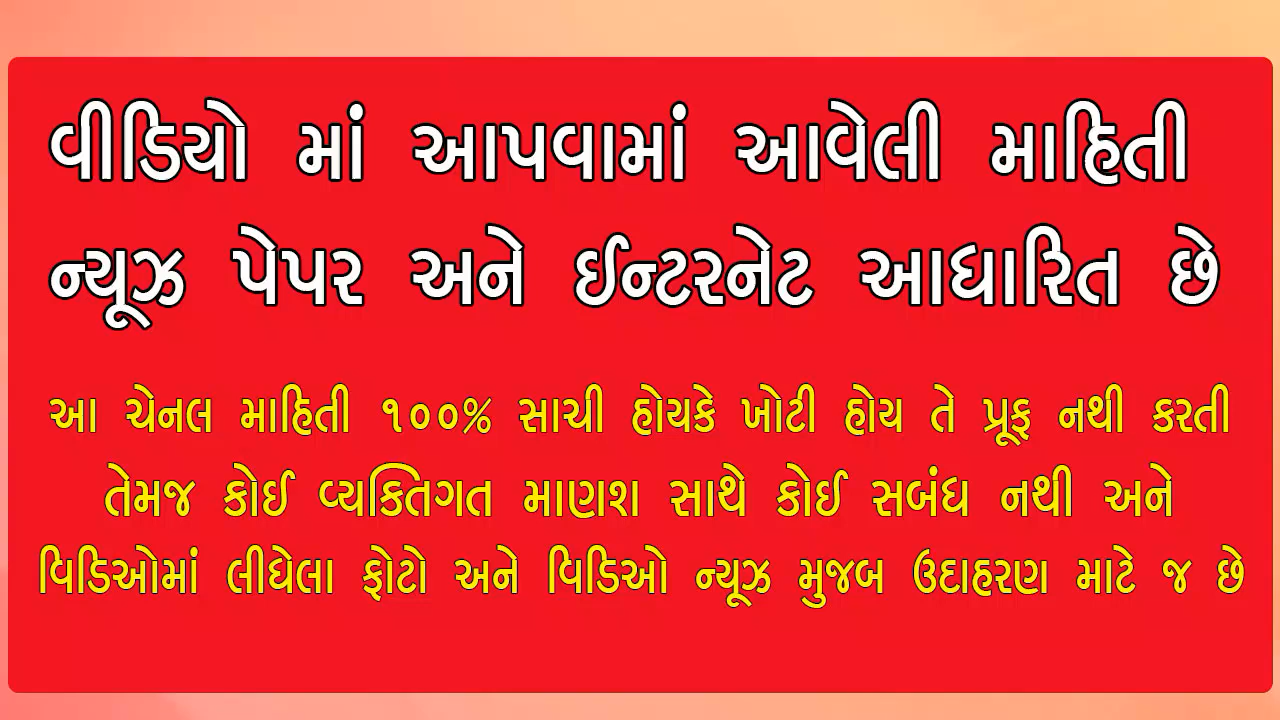 વીડિયો માં આપવામાં આવેલી માહિતી
ન્યૂઝ પેપર અને ઈન્ટરનેટ આધારિત છે
આ ચેનલ માહિતી ૧૦૦% સાચી હોયકે ખોટી હોય તે પ્રૂફ નથી કરતી
તેમજ કોઈ વ્યકિતગત માણશ સાથે કોઈ સબંધ નથી અને
વિડિઓમાં લીધેલા ફોટો અને વિડિઓ ન્યૂઝ મુજબ ઉદાહરણ માટે જ છે